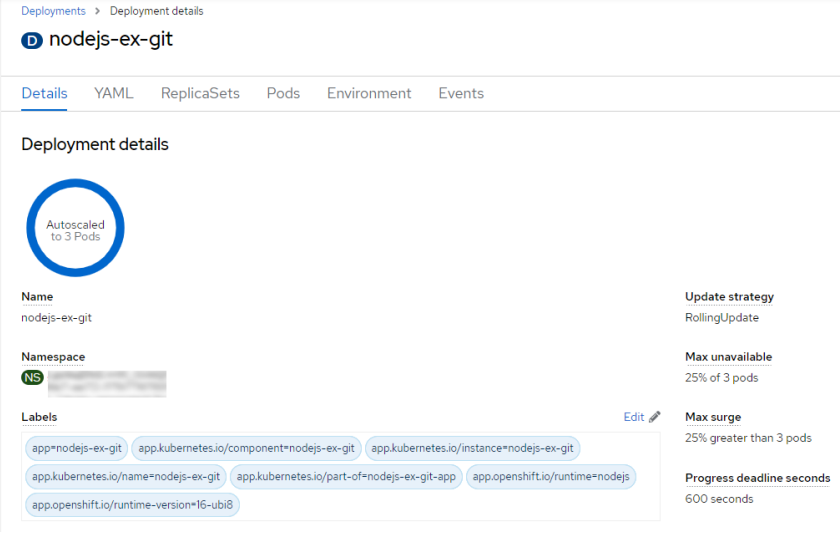 Deployments > Deployment details
D nodejs-ex-git
Details YAML ReplicaSets Pods Environment Events
Deployment details
Autoscaled
to 3 Pods
Name
nodejs-ex-git
Namespace
NS
Labels
Edit
app=nodejs-ex-git app.kubernetes.io/component=nodejs-ex-git app.kubernetes.io/instance=nodejs-ex-git
app.kubernetes.io/name=nodejs-ex-git app.kubernetes.io/part-of=nodejs-ex-git-app app.openshift.io/runtime=nodejs
app.openshift.io/runtime-version=16-ubi8
Update strategy
RollingUpdate
Max unavailable
25% of 3 pods
Max surge
25% greater than 3 pods
Progress deadline seconds
600 seconds